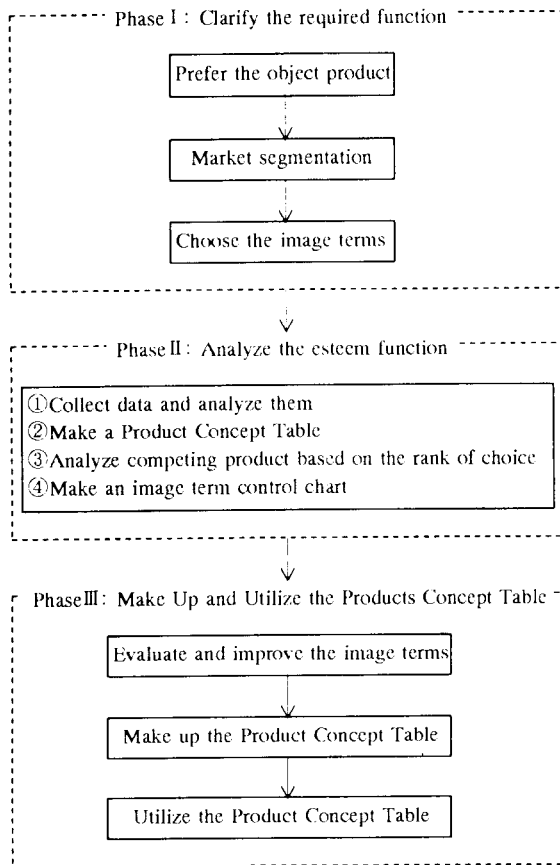 Phase I : Clarify the required function
Prefer the object product
Market segmentation
Choose the image terms
Phase II : Analyze the esteem function
①Collect data and analyze them
②Make a Product Concept Table
③Analyze competing product based on the rank of choice
④Make an image term control chart
Phase III : Make Up and Utilize the Products Concept Table
Evaluate and improve the image terms
Make up the Product Concept Table
Utilize the Product Concept Table